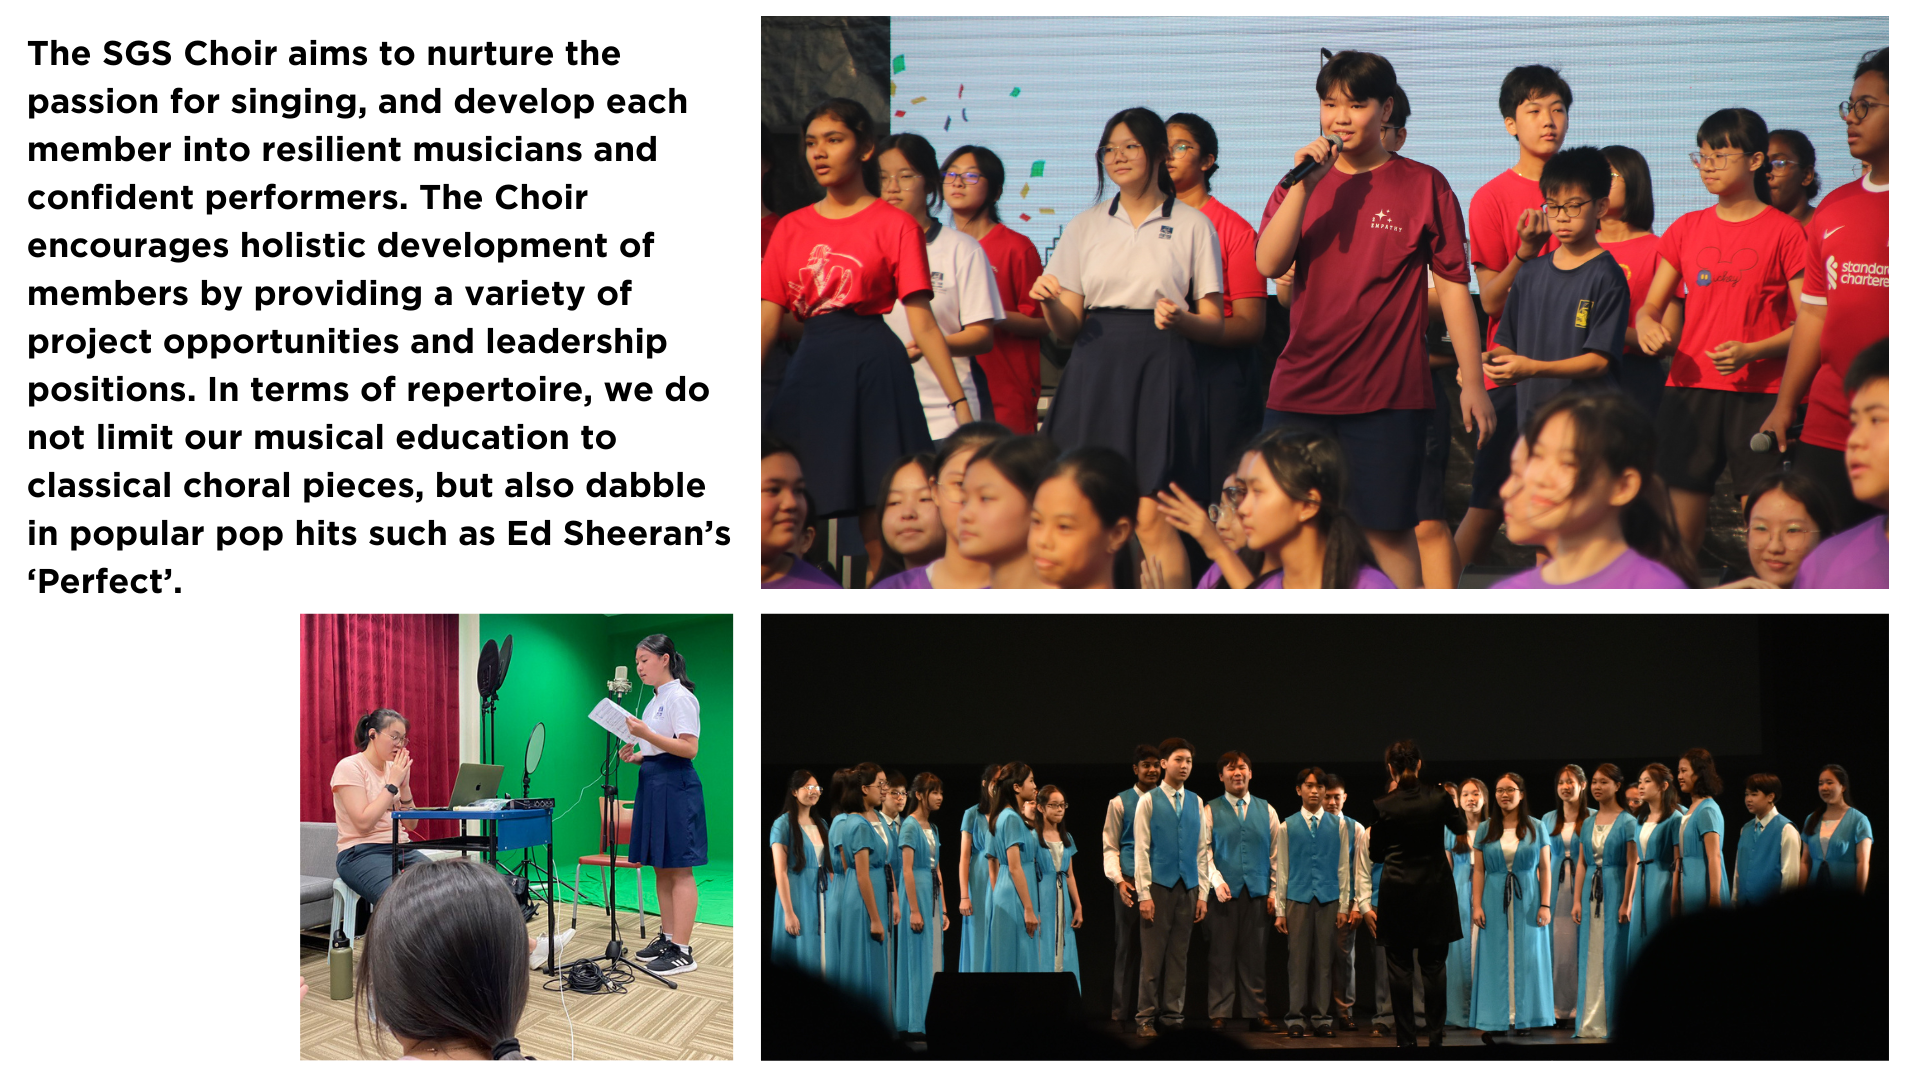 The SGS Choir aims to nurture the
passion for singing, and develop each
member into resilient musicians and
confident performers. The Choir
encourages holistic development of
members by providing a variety of
project opportunities and leadership
positions. In terms of repertoire, we do
not limit our musical education to
classical choral pieces, but also dabble
in popular pop hits such as Ed Sheeran’s
‘Perfect’.
EMPATHY